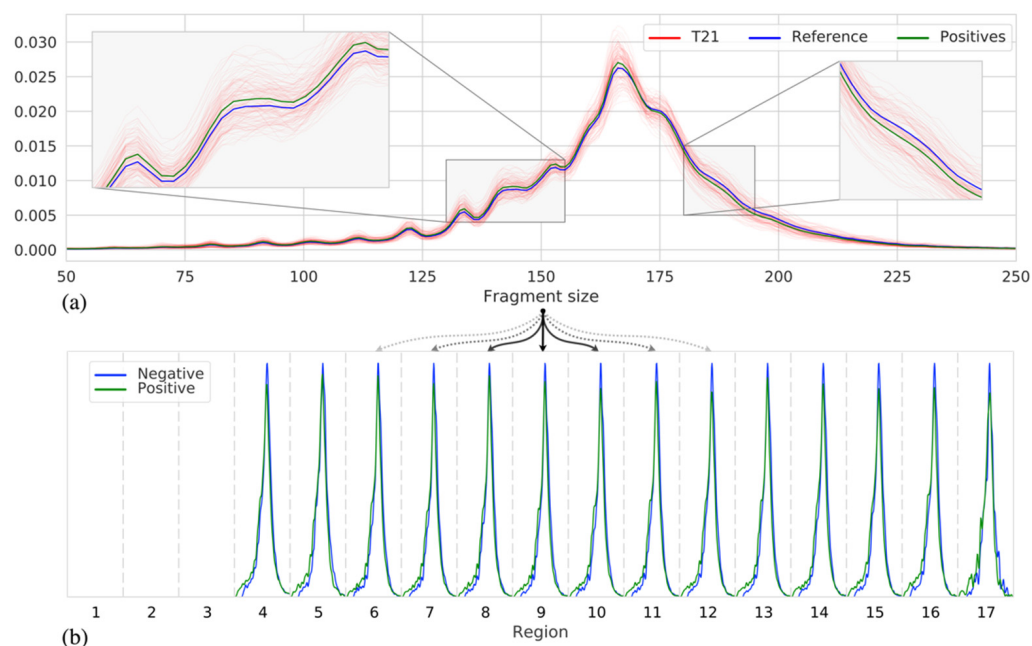 T21 Reference Positives
0.030
0.025
0.020
0.015
0.010
0.005
0.000
50 75 100 125 150 175 200 225 250
Fragment size
(a)
Negative
Positive
1 2 3 4 5 6 7 8 9 10 11 12 13 14 15 16 17
Region
(b)